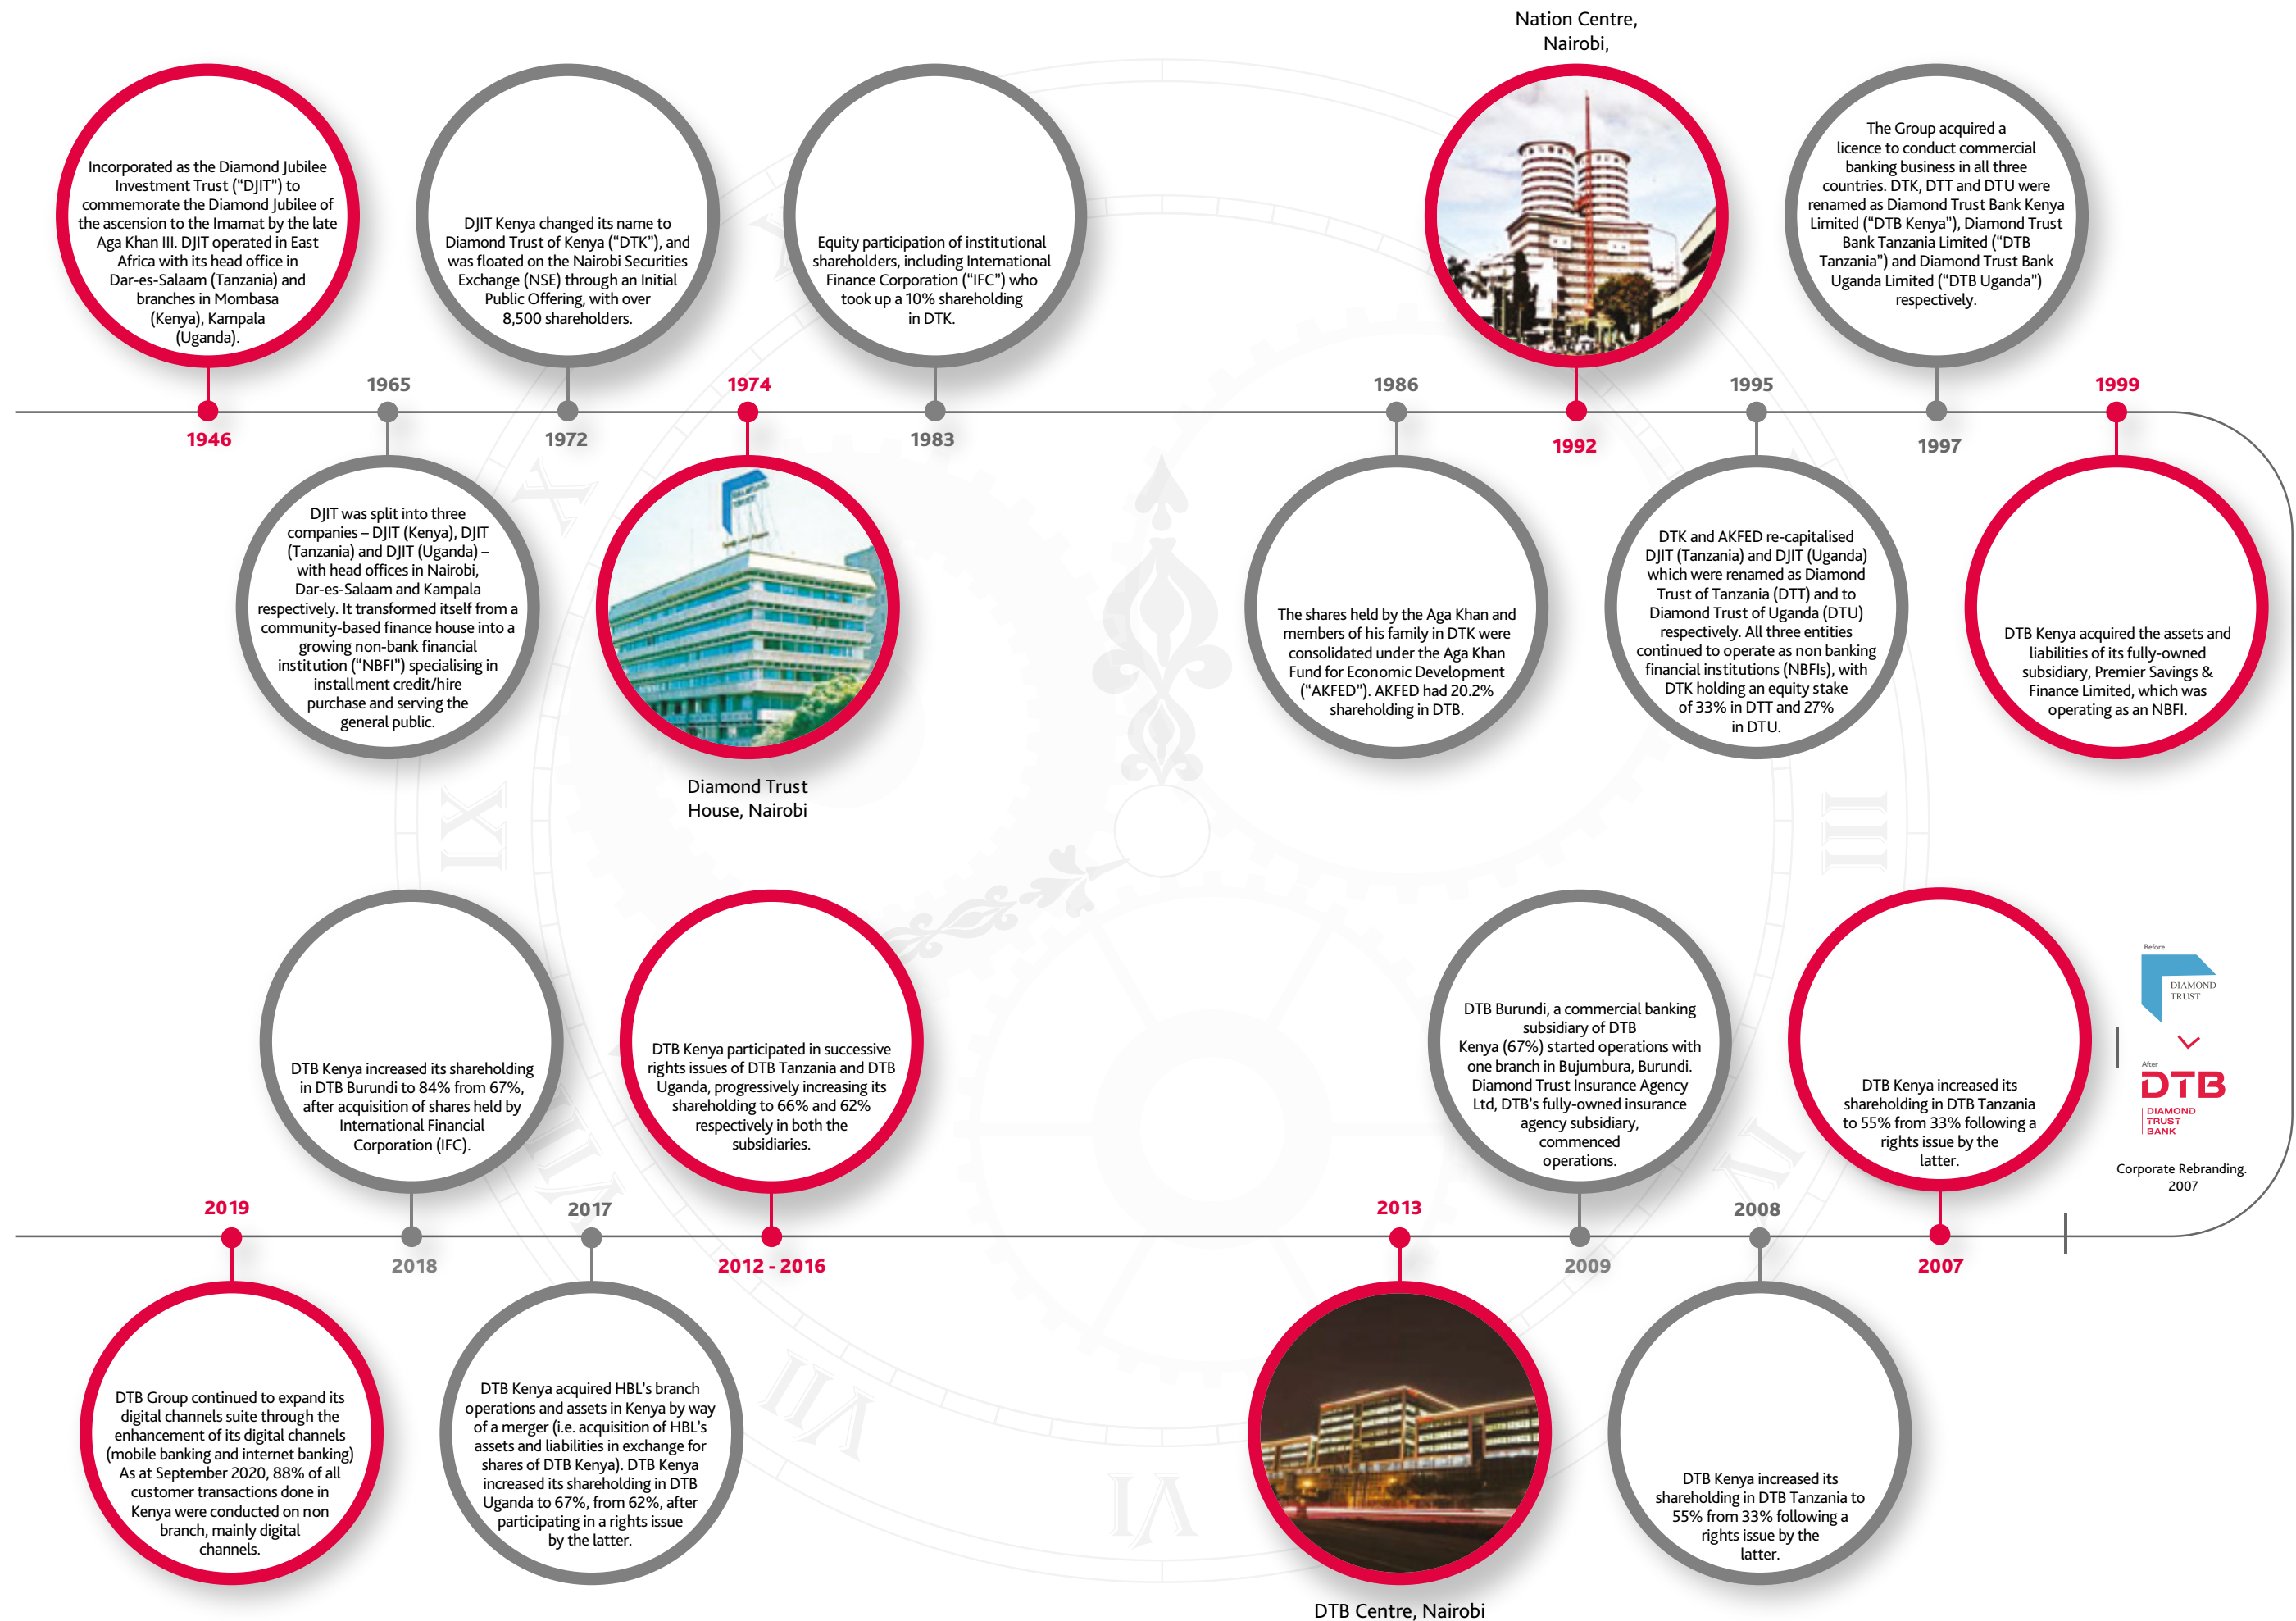 Incorporated as the Diamond Jubilee
Investment Trust (“DJIT”) to
commemorate the Diamond Jubilee of
the ascension to the Imamat by the late
Aga Khan III. DJIT operated in East
Africa with its head office in
Dar-es-Salaam (Tanzania) and
branches in Mombasa
(Kenya), Kampala
(Uganda).
1946
1965
DJIT was split into three
companies – DJIT (Kenya), DJIT
(Tanzania) and DJIT (Uganda) –
with head offices in Nairobi,
Dar-es-Salaam and Kampala
respectively. It transformed itself from a
community-based finance house into a
growing non-bank financial
institution (“NBFI”) specialising in
installment credit/hire
purchase and serving the
general public.
DJIT Kenya changed its name to
Diamond Trust of Kenya (“DTK”), and
was floated on the Nairobi Securities
Exchange (NSE) through an Initial
Public Offering, with over
8,500 shareholders.
1972
1974
DIAMOND
TRUST
Diamond Trust
House, Nairobi
Equity participation of institutional
shareholders, including International
Finance Corporation (“IFC”) who
took up a 10% shareholding
in DTK.
1983
1986
The shares held by the Aga Khan and
members of his family in DTK were
consolidated under the Aga Khan
Fund for Economic Development
(“AKFED”). AKFED had 20.2%
shareholding in DTB.
Nation Centre,
Nairobi,
1992
1995
DTK and AKFED re-capitalised
DJIT (Tanzania) and DJIT (Uganda)
which were renamed as Diamond
Trust of Tanzania (DTT) and to
Diamond Trust of Uganda (DTU)
respectively. All three entities
continued to operate as non banking
financial institutions (NBFIs), with
DTK holding an equity stake
of 33% in DTT and 27%
in DTU.
The Group acquired a
licence to conduct commercial
banking business in all three
countries. DTK, DTT and DTU were
renamed as Diamond Trust Bank Kenya
Limited (“DTB Kenya”), Diamond Trust
Bank Tanzania Limited (“DTB
Tanzania”) and Diamond Trust Bank
Uganda Limited (“DTB Uganda”)
respectively.
1997
1999
DTB Kenya acquired the assets and
liabilities of its fully-owned
subsidiary, Premier Savings &
Finance Limited, which was
operating as an NBFI.
Before
DIAMOND
TRUST
After
DTB
DIAMOND
TRUST
BANK
Corporate Rebranding.
2007
DTB Kenya increased its
shareholding in DTB Tanzania
to 55% from 33% following a
rights issue by the
latter.
2007
2008
DTB Kenya increased its
shareholding in DTB Tanzania to
55% from 33% following a
rights issue by the
latter.
DTB Burundi, a commercial banking
subsidiary of DTB
Kenya (67%) started operations with
one branch in Bujumbura, Burundi.
Diamond Trust Insurance Agency
Ltd, DTB's fully-owned insurance
agency subsidiary,
commenced
operations.
2009
2013
DTB Centre, Nairobi
DTB Kenya participated in successive
rights issues of DTB Tanzania and DTB
Uganda, progressively increasing its
shareholding to 66% and 62%
respectively in both the
subsidiaries.
2012 - 2016
2017
DTB Kenya acquired HBL's branch
operations and assets in Kenya by way
of a merger (i.e. acquisition of HBL's
assets and liabilities in exchange for
shares of DTB Kenya). DTB Kenya
increased its shareholding in DTB
Uganda to 67%, from 62%, after
participating in a rights issue
by the latter.
DTB Kenya increased its shareholding
in DTB Burundi to 84% from 67%,
after acquisition of shares held by
International Financial
Corporation (IFC).
2018
2019
DTB Group continued to expand its
digital channels suite through the
enhancement of its digital channels
(mobile banking and internet banking)
As at September 2020, 88% of all
customer transactions done in
Kenya were conducted on non
branch, mainly digital
channels.
X
IX
VIII
VII
VI
IV
III